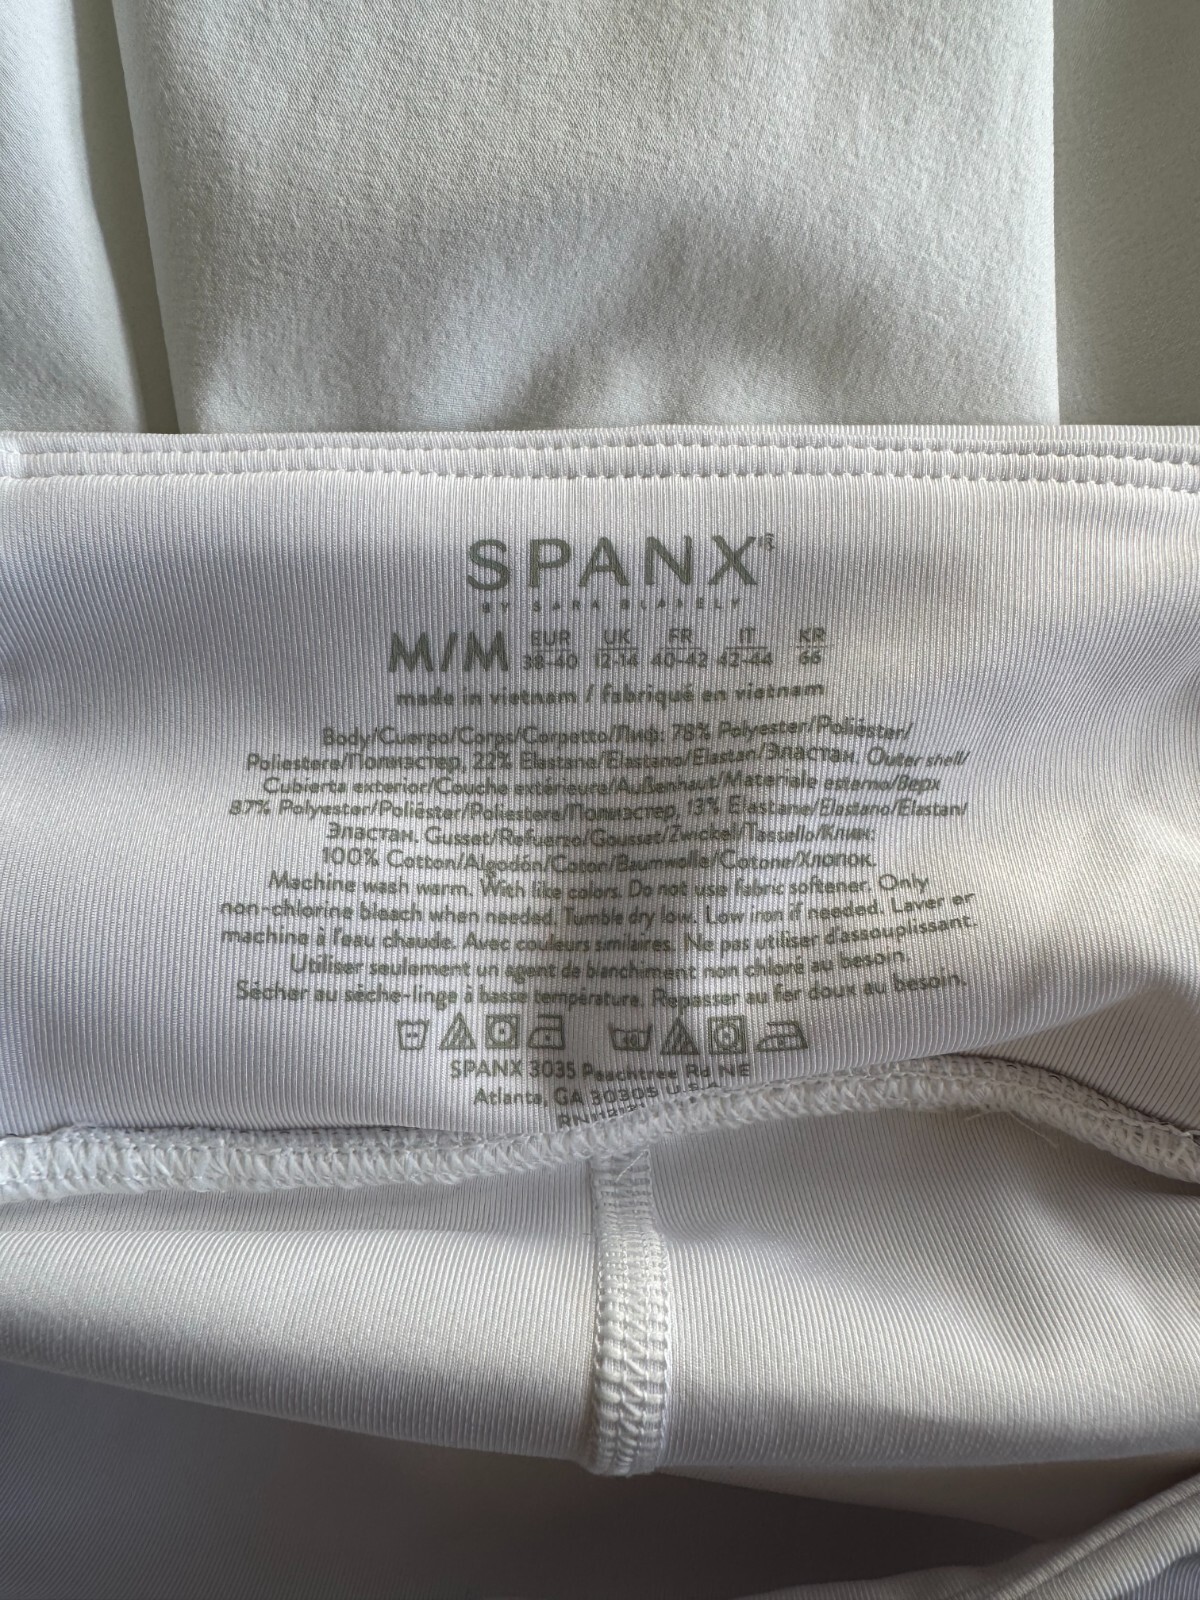 SPANX®
BY SARA BLAKELY
M/M EUR 38-40 UK 12-14 FR 40-42 IT 42-44 KR 66
made in vietnam / fabriqué en vietnam
Body/Cuerpo/Corps/Corpetto/Лиф: 78% Polyester/Poliéster/
Poliestere/Полиэстер, 22% Elastane/Elastano/Elastan/Эластан. Outer shell/
Cubierta exterior/Couche extérieure/Außenhaut/Materiale esterno/Верх
87% Polyester/Poliéster/Poliestere/Полиэстер, 13% Elastane/Elastano/Elastan/
Эластан. Gusset/Refuerzo/Gousset/Zwickel/Tassello/Клин:
100% Cotton/Algodón/Coton/Baumwolle/Cotone/Хлопок.
Machine wash warm. With like colors. Do not use fabric softener. Only
non-chlorine bleach when needed. Tumble dry low. Low iron if needed. Laver er
machine à l'eau chaude. Avec couleurs similaires. Ne pas utiliser d'assouplissant.
Utiliser seulement un agent de blanchiment non chloré au besoin.
Sécher au sèche-linge à basse température. Repasser au fer doux au besoin.
40
SPANX 3035 Peachtree Rd NE
Atlanta, GA 30305 U.S.A.